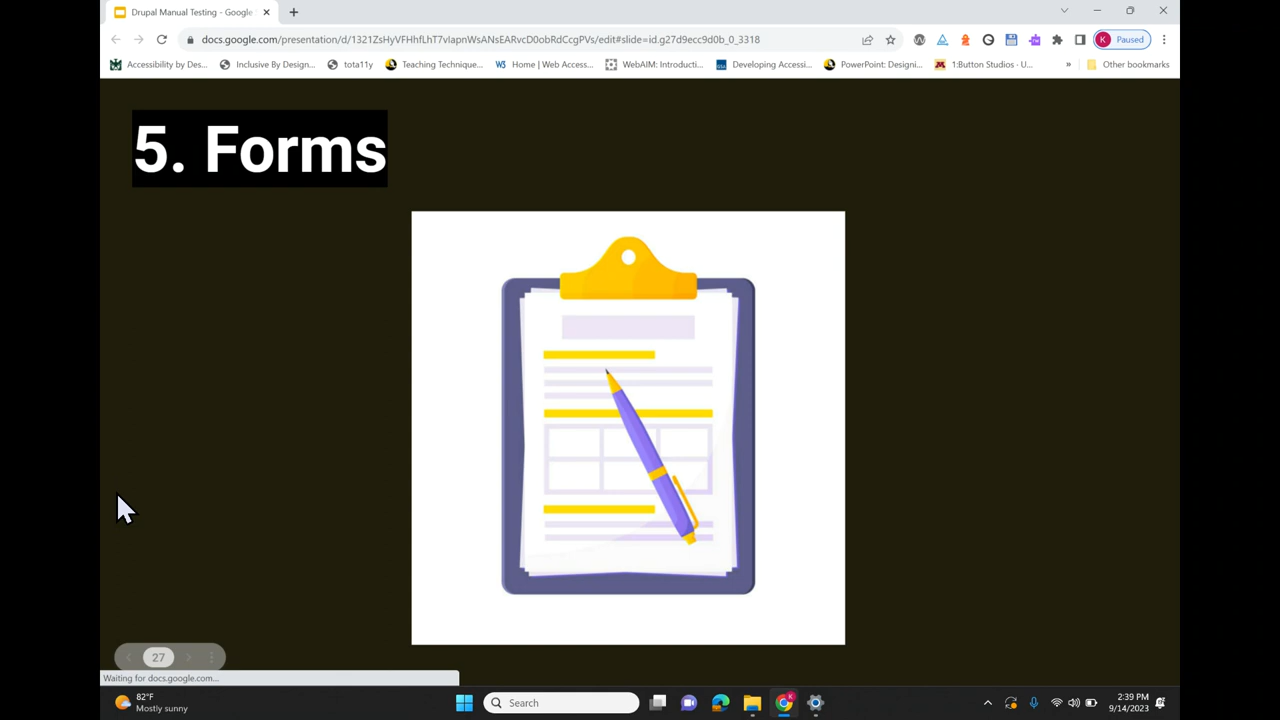 Drupal Manual Testing - Google
docs.google.com/presentation/d/1321ZsHyVFHhfLhT7vIapnWsANsEARvcD0obRdCcgPVs/edit#slide=id.g27d9ecc9d0b_0_3318
K Paused
Accessibility by Des...
Inclusive By Design...
tota11y
Teaching Technique...
W3 Home | Web Access...
WebAIM: Introducti...
Developing Accessi...
PowerPoint: Designi...
1:Button Studios - U...
»
Other bookmarks
5. Forms
27
Waiting for docs.google.com...
82°F
Mostly sunny
Search
2:39 PM
9/14/2023